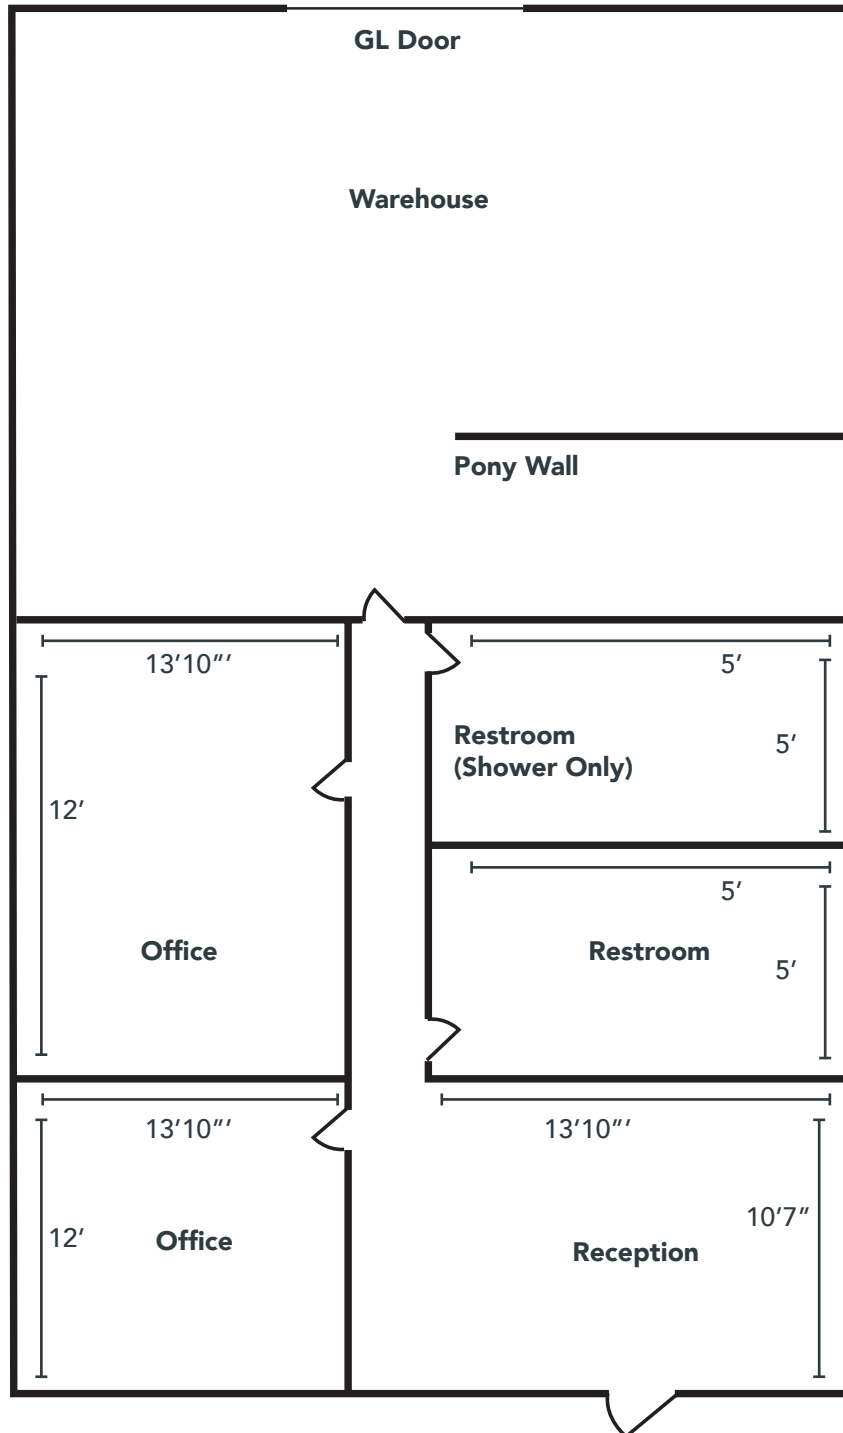 GL Door
Warehouse
Pony Wall
13’10”’
5’
Restroom
(Shower Only)
5’
12’
5’
Office
Restroom
5’
13’10”’
13’10”’
10’7”
12’
Office
Reception